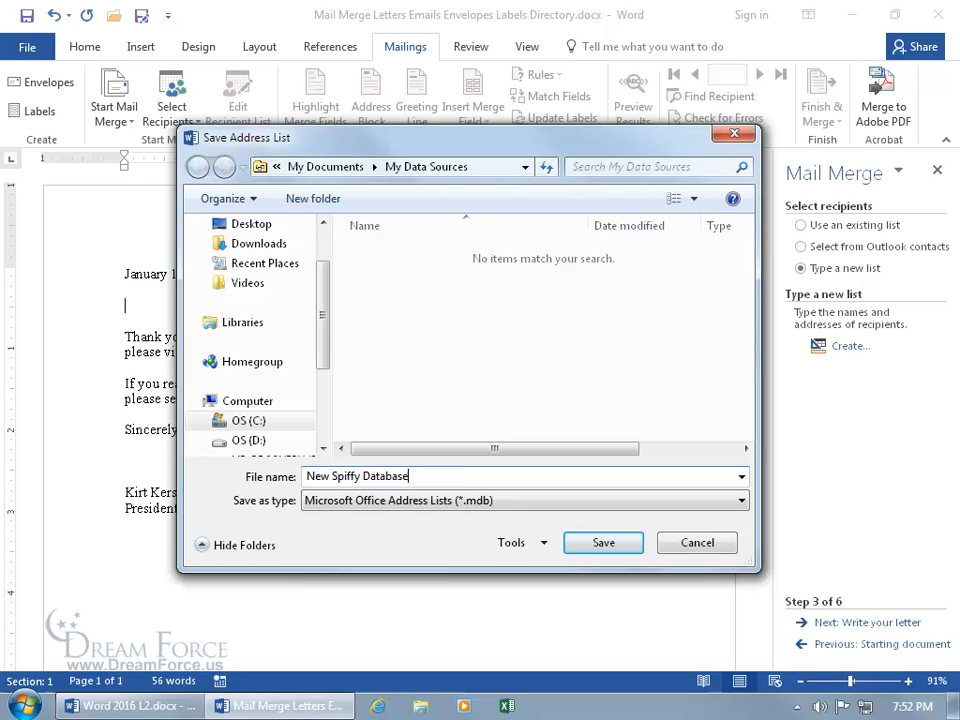 Mail Merge Letters Emails Envelopes Labels Directory.docx - Word
Sign in
File
Home
Insert
Design
Layout
References
Mailings
Review
View
Tell me what you want to do
Share
Envelopes
Labels
Create
Start Mail
Merge
Select
Recipients
Edit
Recipient List
Start M
Highlight
Merge Fields
Address
Block
Greeting
Line
Insert Merge
Field
Rules
Match Fields
Update Labels
Preview
Results
Find Recipient
Check for Errors
Finish &
Merge
Finish
Merge to
Adobe PDF
Acrobat
Save Address List
My Documents
My Data Sources
Search My Data Sources
Organize
New folder
Desktop
Downloads
Recent Places
Videos
Libraries
Homegroup
Computer
OS (C:)
OS (D:)
Name
Date modified
Type
No items match your search.
File name: New Spiffy Database
Save as type: Microsoft Office Address Lists (*.mdb)
Hide Folders
Tools
Save
Cancel
January 1
Thank yo
please vi
If you rea
please se
Sincerely
Kirt Kers
President
Mail Merge
Select recipients
Use an existing list
Select from Outlook contacts
Type a new list
Type a new list
Type the names and
addresses of recipients.
Create...
Step 3 of 6
Next: Write your letter
Previous: Starting document
DREAM FORCE
www.DreamForce.us
Section: 1
Page 1 of 1
56 words
91%
Word 2016 L2.docx - ...
Mail Merge Letters E...
7:52 PM